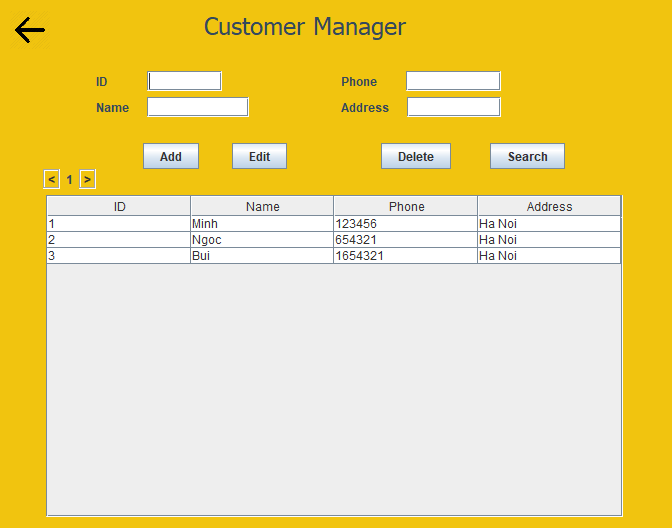 Customer Manager
ID Phone
Name Address
Add Edit Delete Search
< 1 >
ID Name Phone Address
1 Minh 123456 Ha Noi
2 Ngoc 654321 Ha Noi
3 Bui 1654321 Ha Noi